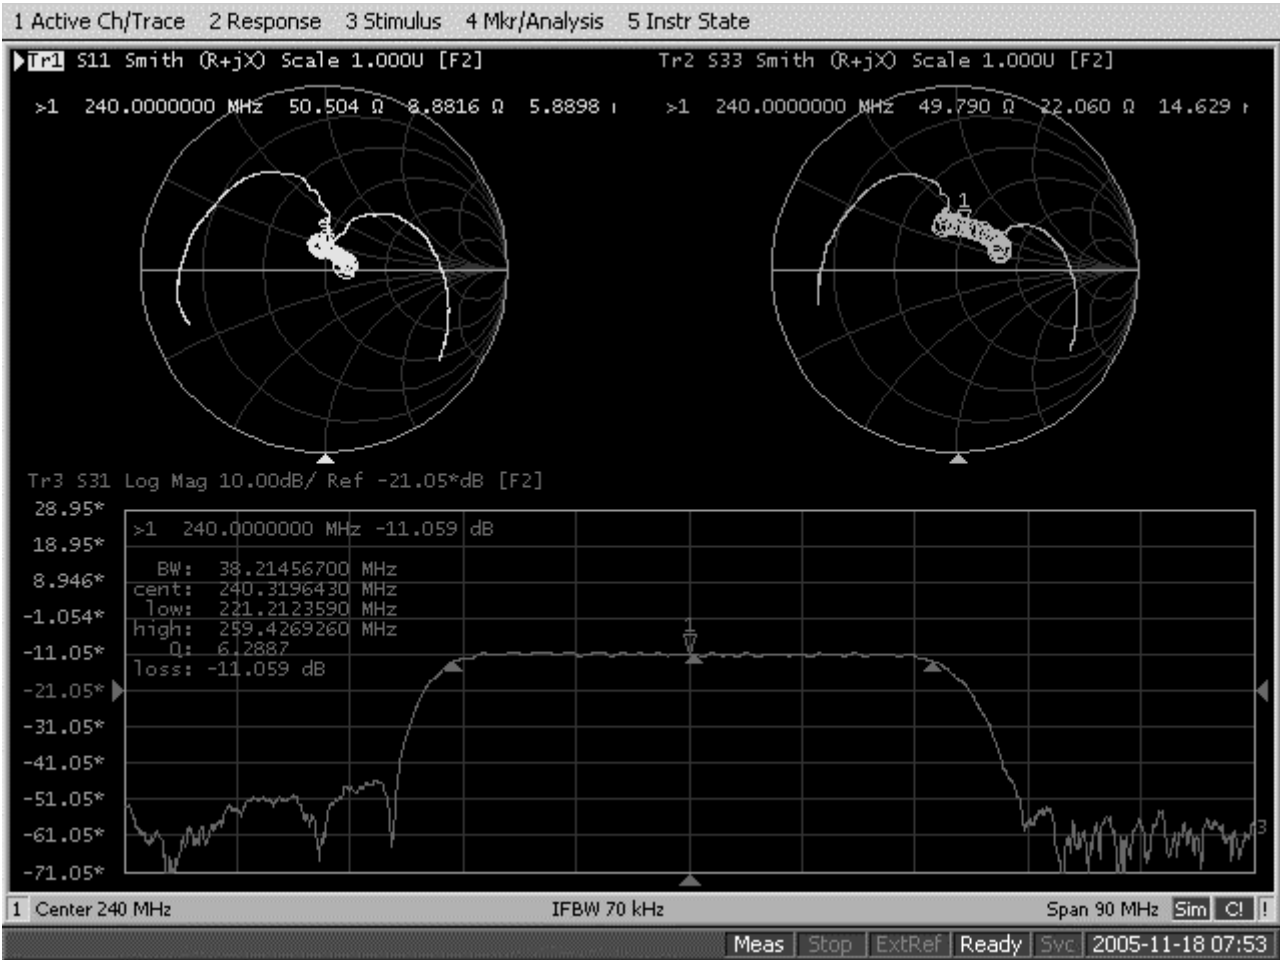 1 Active Ch/Trace 2 Response 3 Stimulus 4 Mkr/Analysis 5 Instr State
Tr1 S11 Smith (R+jX) Scale 1.000U [F2]
>1 240.0000000 MHz 50.504 Ω 8.8816 Ω 5.8898
Tr2 S33 Smith (R+jX) Scale 1.000U [F2]
>1 240.0000000 MHz 49.790 Ω 22.060 Ω 14.629
1
Tr3 S31 Log Mag 10.00dB/ Ref -21.05*dB [F2]
28.95*
18.95*
8.946*
-1.054*
-11.05*
-21.05*
-31.05*
-41.05*
-51.05*
-61.05*
-71.05*
>1 240.0000000 MHz -11.059 dB
BW: 38.21456700 MHz
cent: 240.3196430 MHz
low: 221.2123590 MHz
high: 259.4269260 MHz
Q: 6.2887
loss: -11.059 dB
1
3
1 Center 240 MHz IFBW 70 kHz Span 90 MHz Sim C! !
Meas Stop ExtRef Ready Svc 2005-11-18 07:53